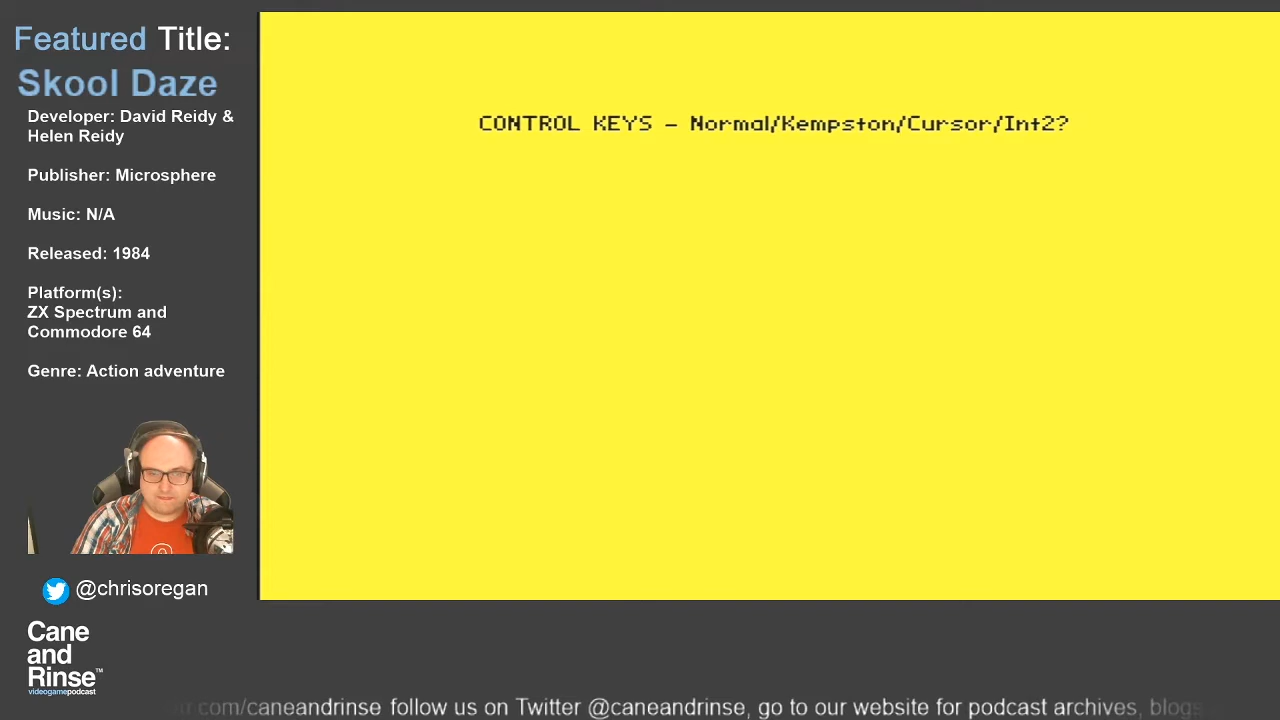 Featured Title:
Skool Daze
Developer: David Reidy &
Helen Reidy
Publisher: Microsphere
Music: N/A
Released: 1984
Platform(s):
ZX Spectrum and
Commodore 64
Genre: Action adventure
CONTROL KEYS - Normal/Kempston/Cursor/Int2?
@chrisoregan
Cane
and
Rinse™
videogamepodcast
.com/caneandrinse follow us on Twitter @caneandrinse, go to our website for podcast archives, blogs